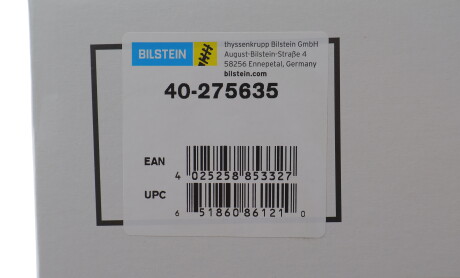 BILSTEIN
thyssenkrupp Bilstein GmbH
August-Bilstein-Straße 4
58256 Ennepetal, Germany
bilstein.com
40-275635
EAN
4 025258 853327
UPC
6 51860 86121 0